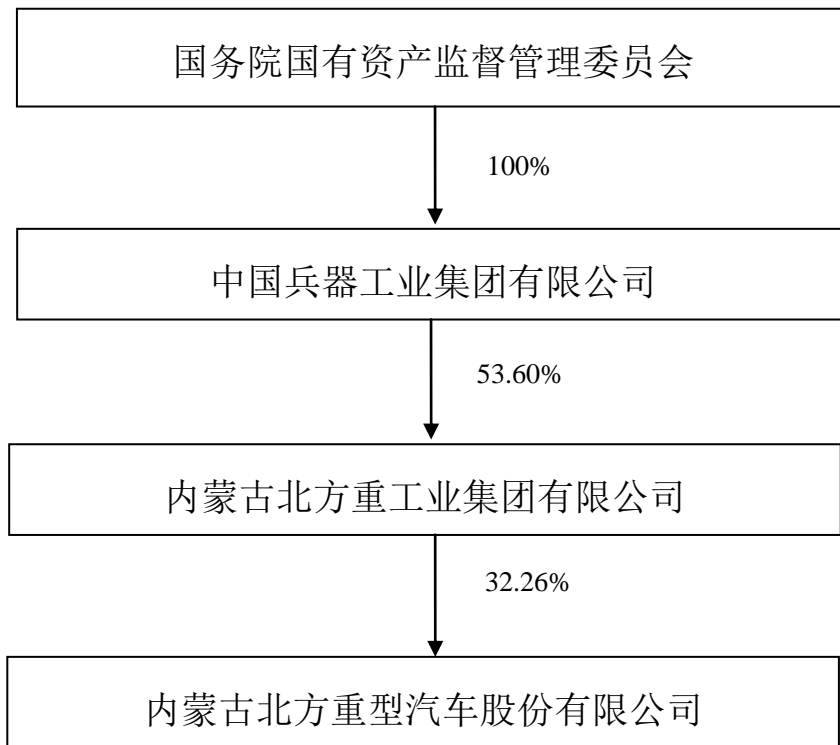 国务院国有资产监督管理委员会
100%
中国兵器工业集团有限公司
53.60%
内蒙古北方重工业集团有限公司
32.26%
内蒙古北方重型汽车股份有限公司